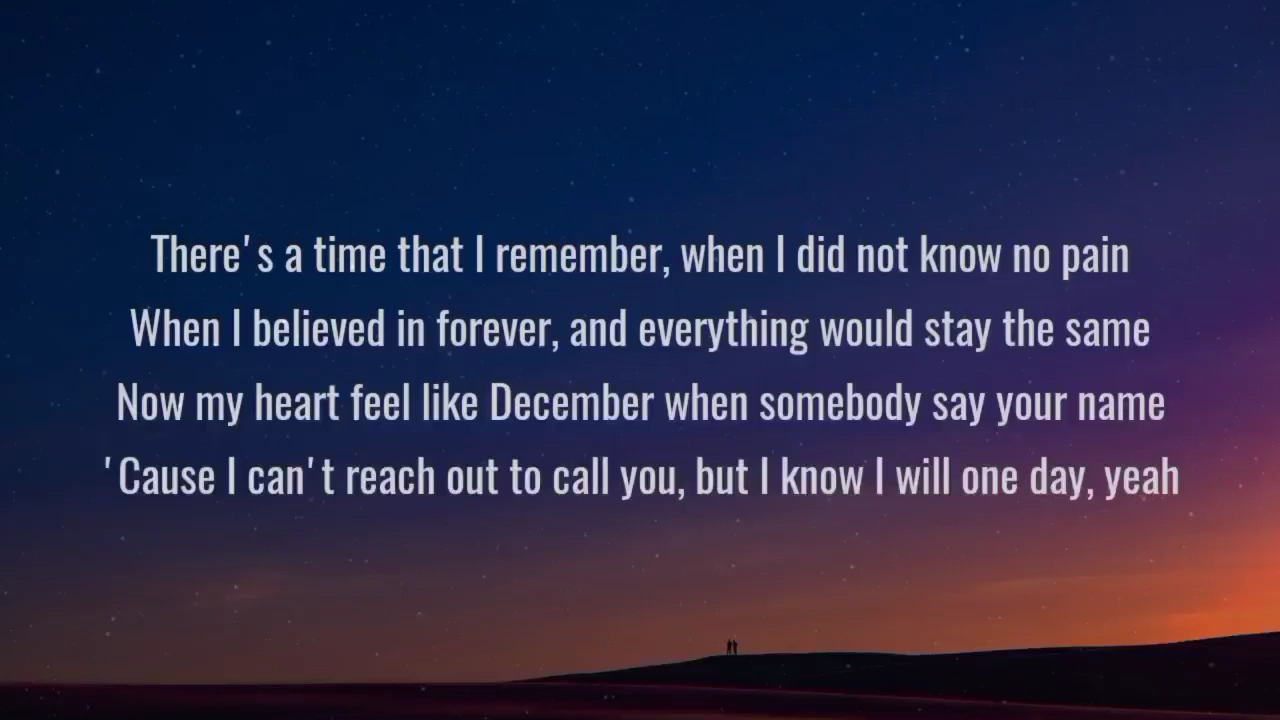 There's a time that I remember, when I did not know no pain
When I believed in forever, and everything would stay the same
Now my heart feel like December when somebody say your name
'Cause I can't reach out to call you, but I know I will one day, yeah